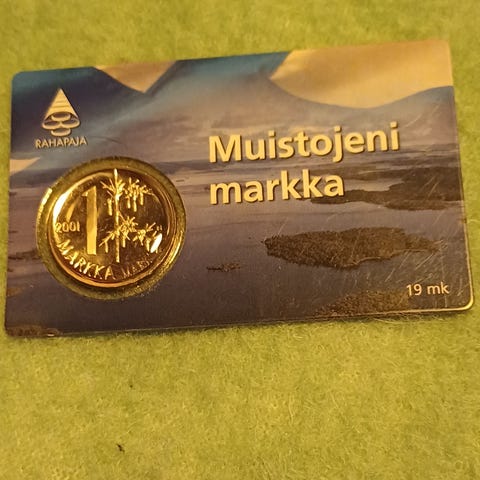 RAHAPAJA
Muistojeni
markka
2001
1
MARKKA
19 mk